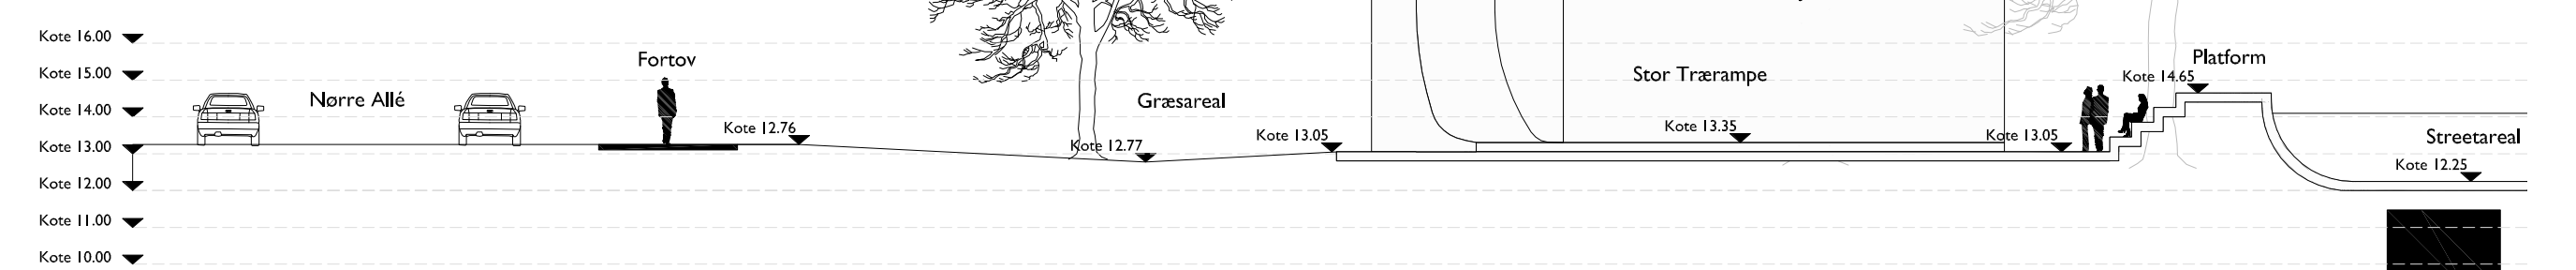 Kote 16.00
Kote 15.00
Kote 14.00
Kote 13.00
Kote 12.00
Kote 11.00
Kote 10.00
Nørre Allé
Fortov
Kote 12.76
Græsareal
Kote 12.77
Kote 13.05
Stor Trærampe
Kote 13.35
Kote 13.05
Platform
Kote 14.65
Streetareal
Kote 12.25